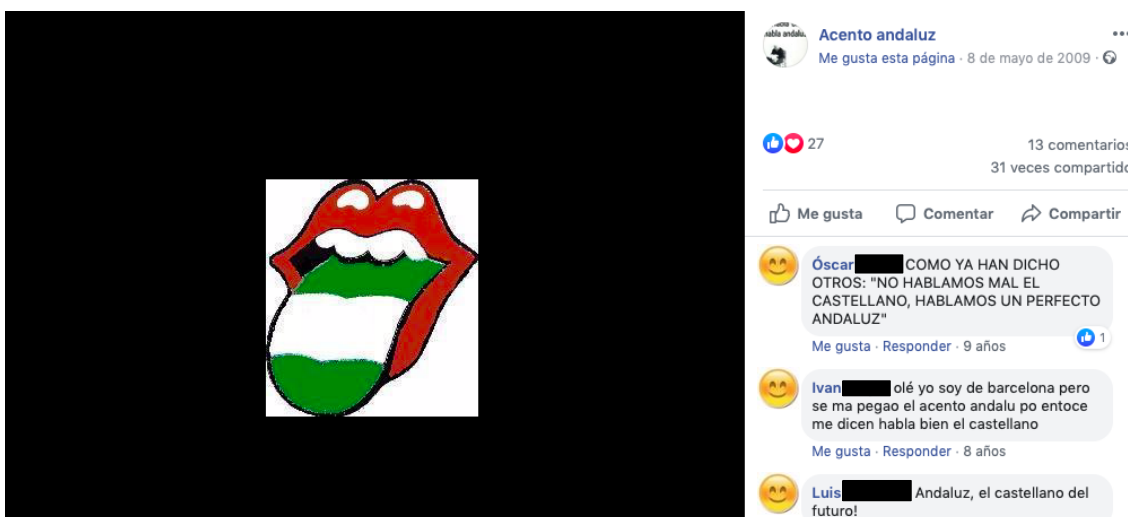 Acento andaluz
Me gusta esta página · 8 de mayo de 2009 ·
27
13 comentarios
31 veces compartido
Me gusta Comentar Compartir
Óscar COMO YA HAN DICHO
OTROS: "NO HABLAMOS MAL EL
CASTELLANO, HABLAMOS UN PERFECTO
ANDALUZ"
1
Me gusta · Responder · 9 años
Ivan olé yo soy de barcelona pero
se ma pegao el acento andalu po entoce
me dicen habla bien el castellano
Me gusta · Responder · 8 años
Luis Andaluz, el castellano del
futuro!